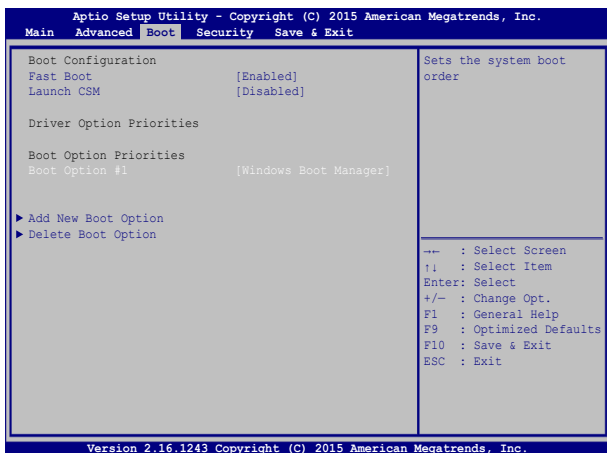 Aptio Setup Utility - Copyright (C) 2015 American Megatrends, Inc.
Main Advanced Boot Security Save & Exit
Boot Configuration
Fast Boot [Enabled]
Launch CSM [Disabled]
Driver Option Priorities
Boot Option Priorities
Boot Option #1 [Windows Boot Manager]
▶ Add New Boot Option
▶ Delete Boot Option
Sets the system boot
order
→← : Select Screen
↑↓ : Select Item
Enter: Select
+/— : Change Opt.
F1 : General Help
F9 : Optimized Defaults
F10 : Save & Exit
ESC : Exit
Version 2.16.1243 Copyright (C) 2015 American Megatrends, Inc.